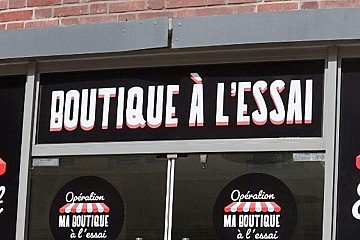 BOUTIQUE À L'ESSAI
Opération
MA BOUTIQUE
à l'essai
Opération
MA BOUTIQUE
à l'essai